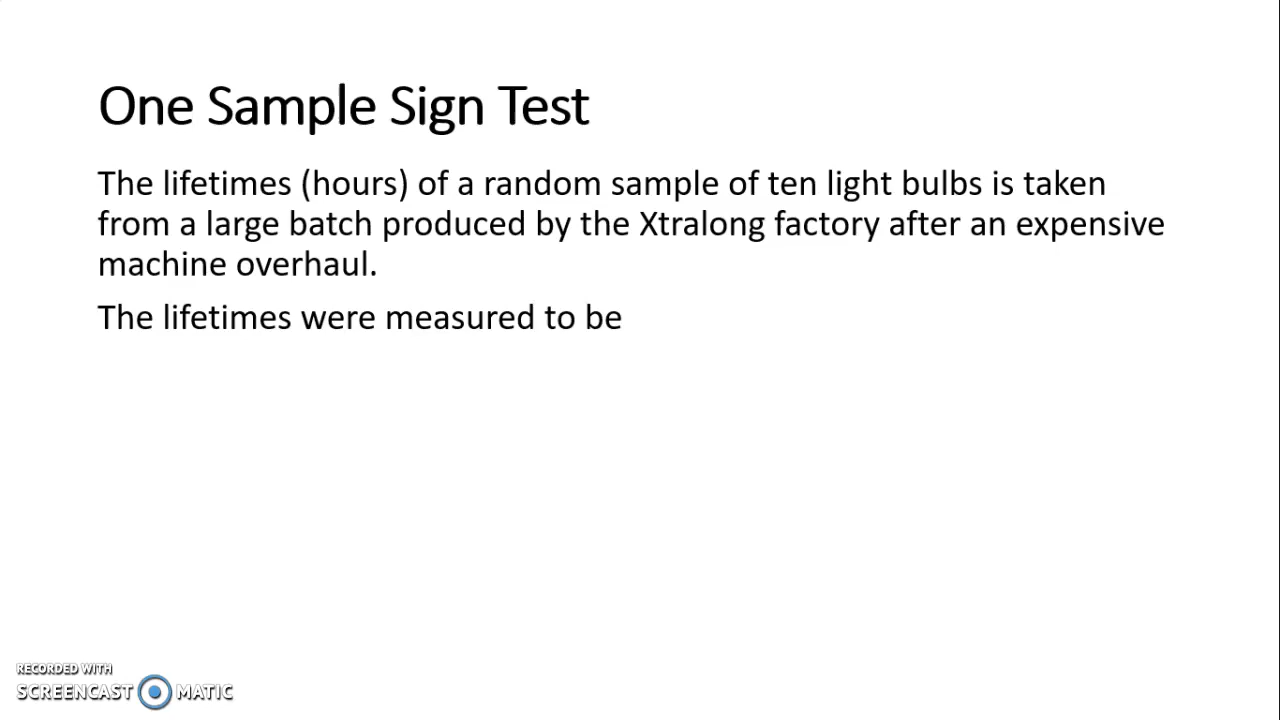 One Sample Sign Test
The lifetimes (hours) of a random sample of ten light bulbs is taken
from a large batch produced by the Xtralong factory after an expensive
machine overhaul.
The lifetimes were measured to be
RECORDED WITH
SCREENCAST MATIC